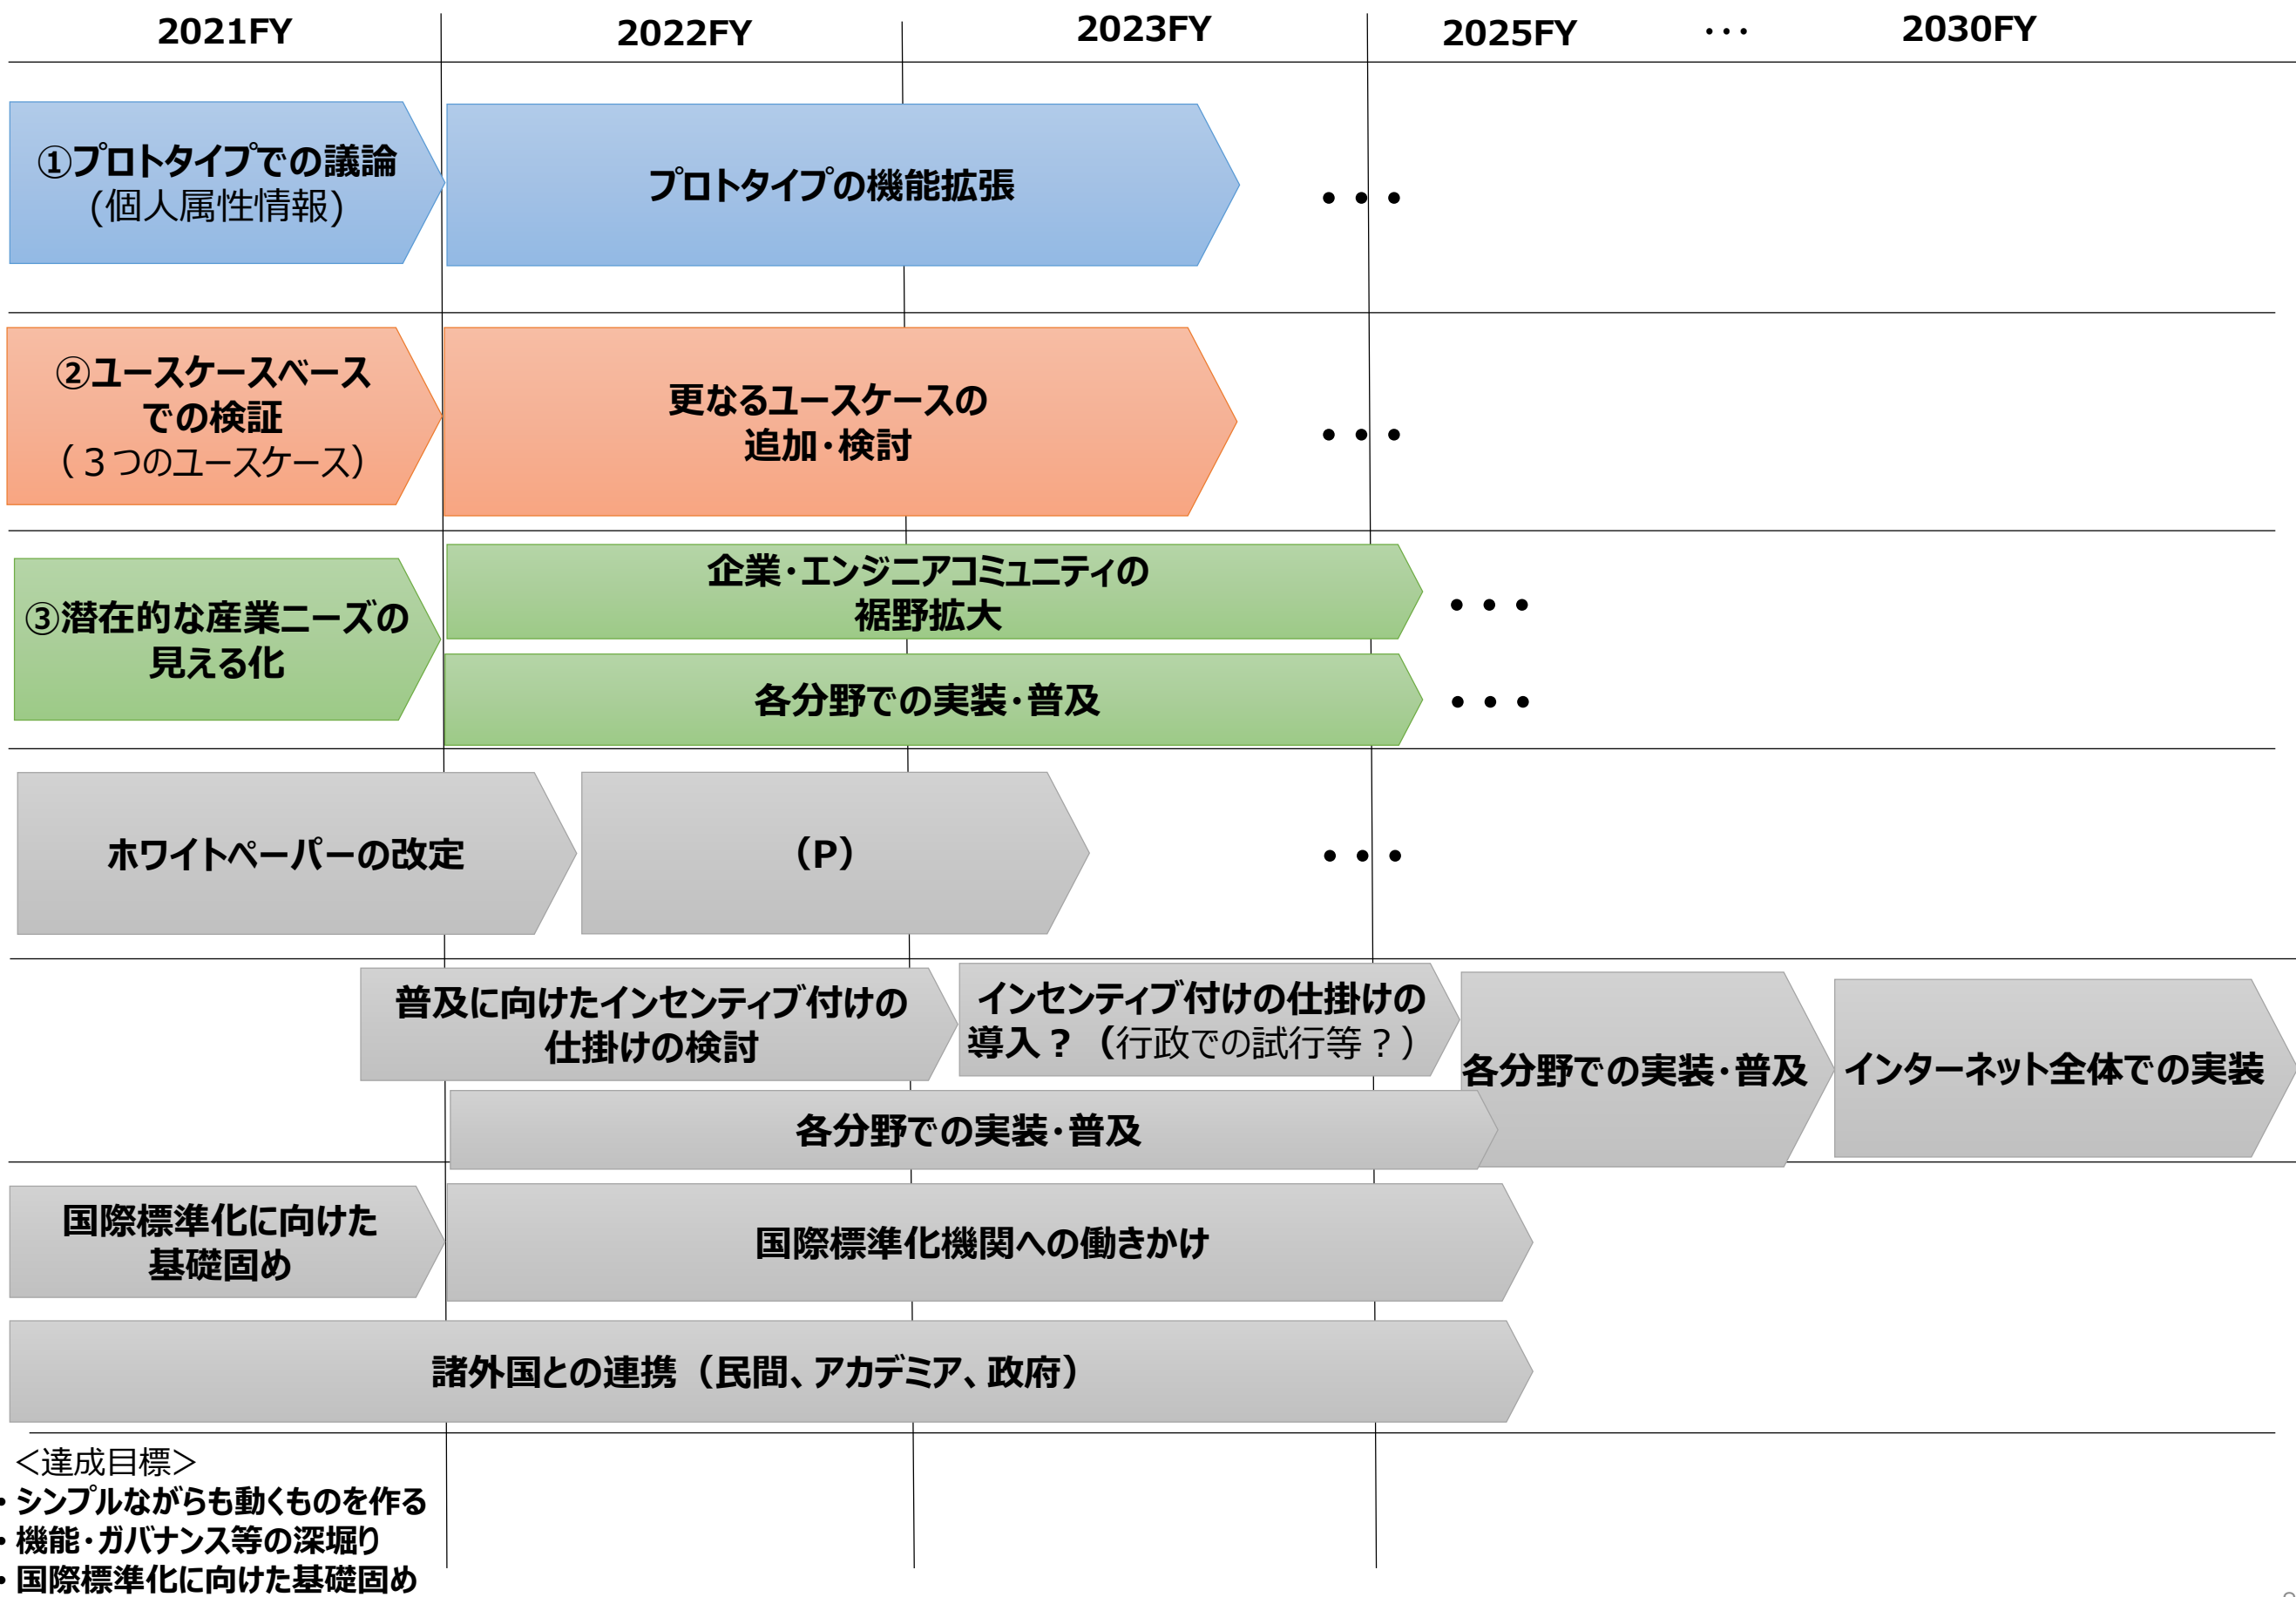 2021FY
2022FY
2023FY
2025FY
・・・
2030FY
①プロトタイプでの議論
(個人属性情報)
プロトタイプの機能拡張
・・・
②ユースケースベース
での検証
（３つのユースケース）
更なるユースケースの
追加・検討
・・・
③潜在的な産業ニーズの
見える化
企業・エンジニアコミュニティの
裾野拡大
・・・
各分野での実装・普及
・・・
ホワイトペーパーの改定
（P）
・・・
普及に向けたインセンティブ付けの
仕掛けの検討
インセンティブ付けの仕掛けの
導入？（行政での試行等？）
各分野での実装・普及
インターネット全体での実装
各分野での実装・普及
国際標準化に向けた
基礎固め
国際標準化機関への働きかけ
諸外国との連携（民間、アカデミア、政府）
＜達成目標＞
・シンプルながらも動くものを作る
・機能・ガバナンス等の深堀り
・国際標準化に向けた基礎固め